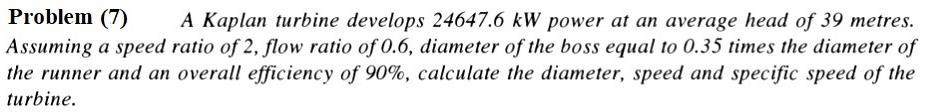 Problem (7) A Kaplan turbine develops 24647.6 kW power at an average head of 39 metres.
Assuming a speed ratio of 2, flow ratio of 0.6, diameter of the boss equal to 0.35 times the diameter of
the runner and an overall efficiency of 90%, calculate the diameter, speed and specific speed of the
turbine.